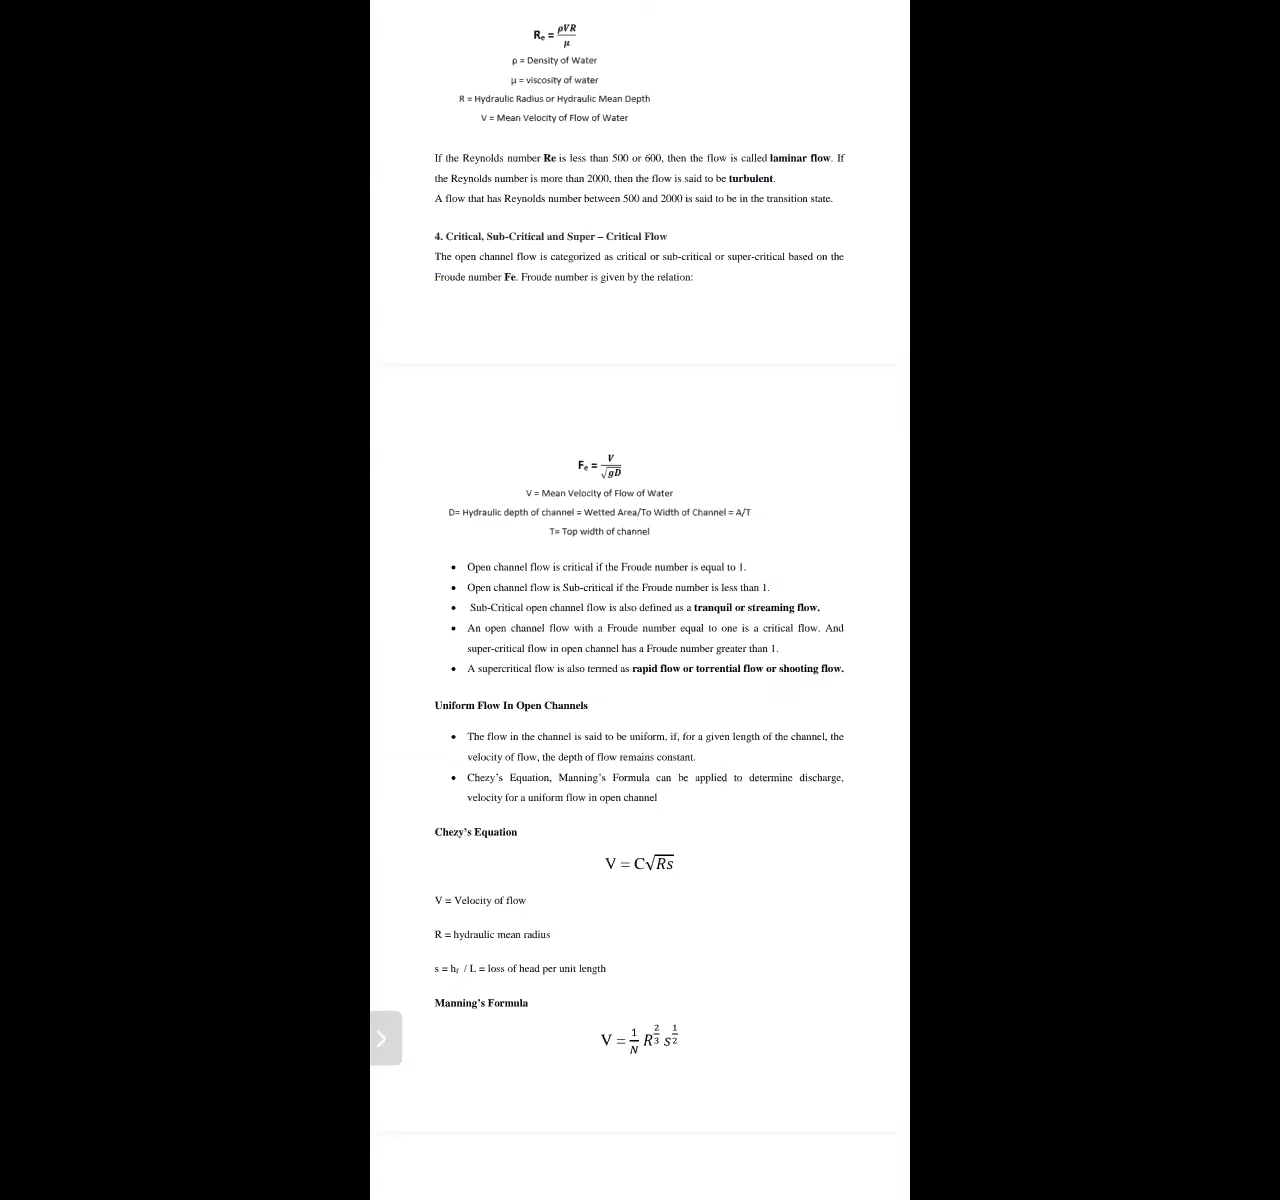 Re = ρVR/μ
ρ = Density of Water
μ = viscosity of water
R = Hydraulic Radius or Hydraulic Mean Depth
V = Mean Velocity of Flow of Water
If the Reynolds number Re is less than 500 or 600, then the flow is called laminar flow. If
the Reynolds number is more than 2000, then the flow is said to be turbulent.
A flow that has Reynolds number between 500 and 2000 is said to be in the transition state.
4. Critical, Sub-Critical and Super – Critical Flow
The open channel flow is categorized as critical or sub-critical or super-critical based on the
Froude number Fe. Froude number is given by the relation:
Fe = V/√gD
V = Mean Velocity of Flow of Water
D= Hydraulic depth of channel = Wetted Area/To Width of Channel = A/T
T= Top width of channel
• Open channel flow is critical if the Froude number is equal to 1.
• Open channel flow is Sub-critical if the Froude number is less than 1.
• Sub-Critical open channel flow is also defined as a tranquil or streaming flow.
• An open channel flow with a Froude number equal to one is a critical flow. And
super-critical flow in open channel has a Froude number greater than 1.
• A supercritical flow is also termed as rapid flow or torrential flow or shooting flow.
Uniform Flow In Open Channels
• The flow in the channel is said to be uniform, if, for a given length of the channel, the
velocity of flow, the depth of flow remains constant.
• Chezy's Equation, Manning's Formula can be applied to determine discharge,
velocity for a uniform flow in open channel
Chezy's Equation
V = C√Rs
V = Velocity of flow
R = hydraulic mean radius
s = hf / L = loss of head per unit length
Manning's Formula
V = 1/N R^2/3 s^1/2